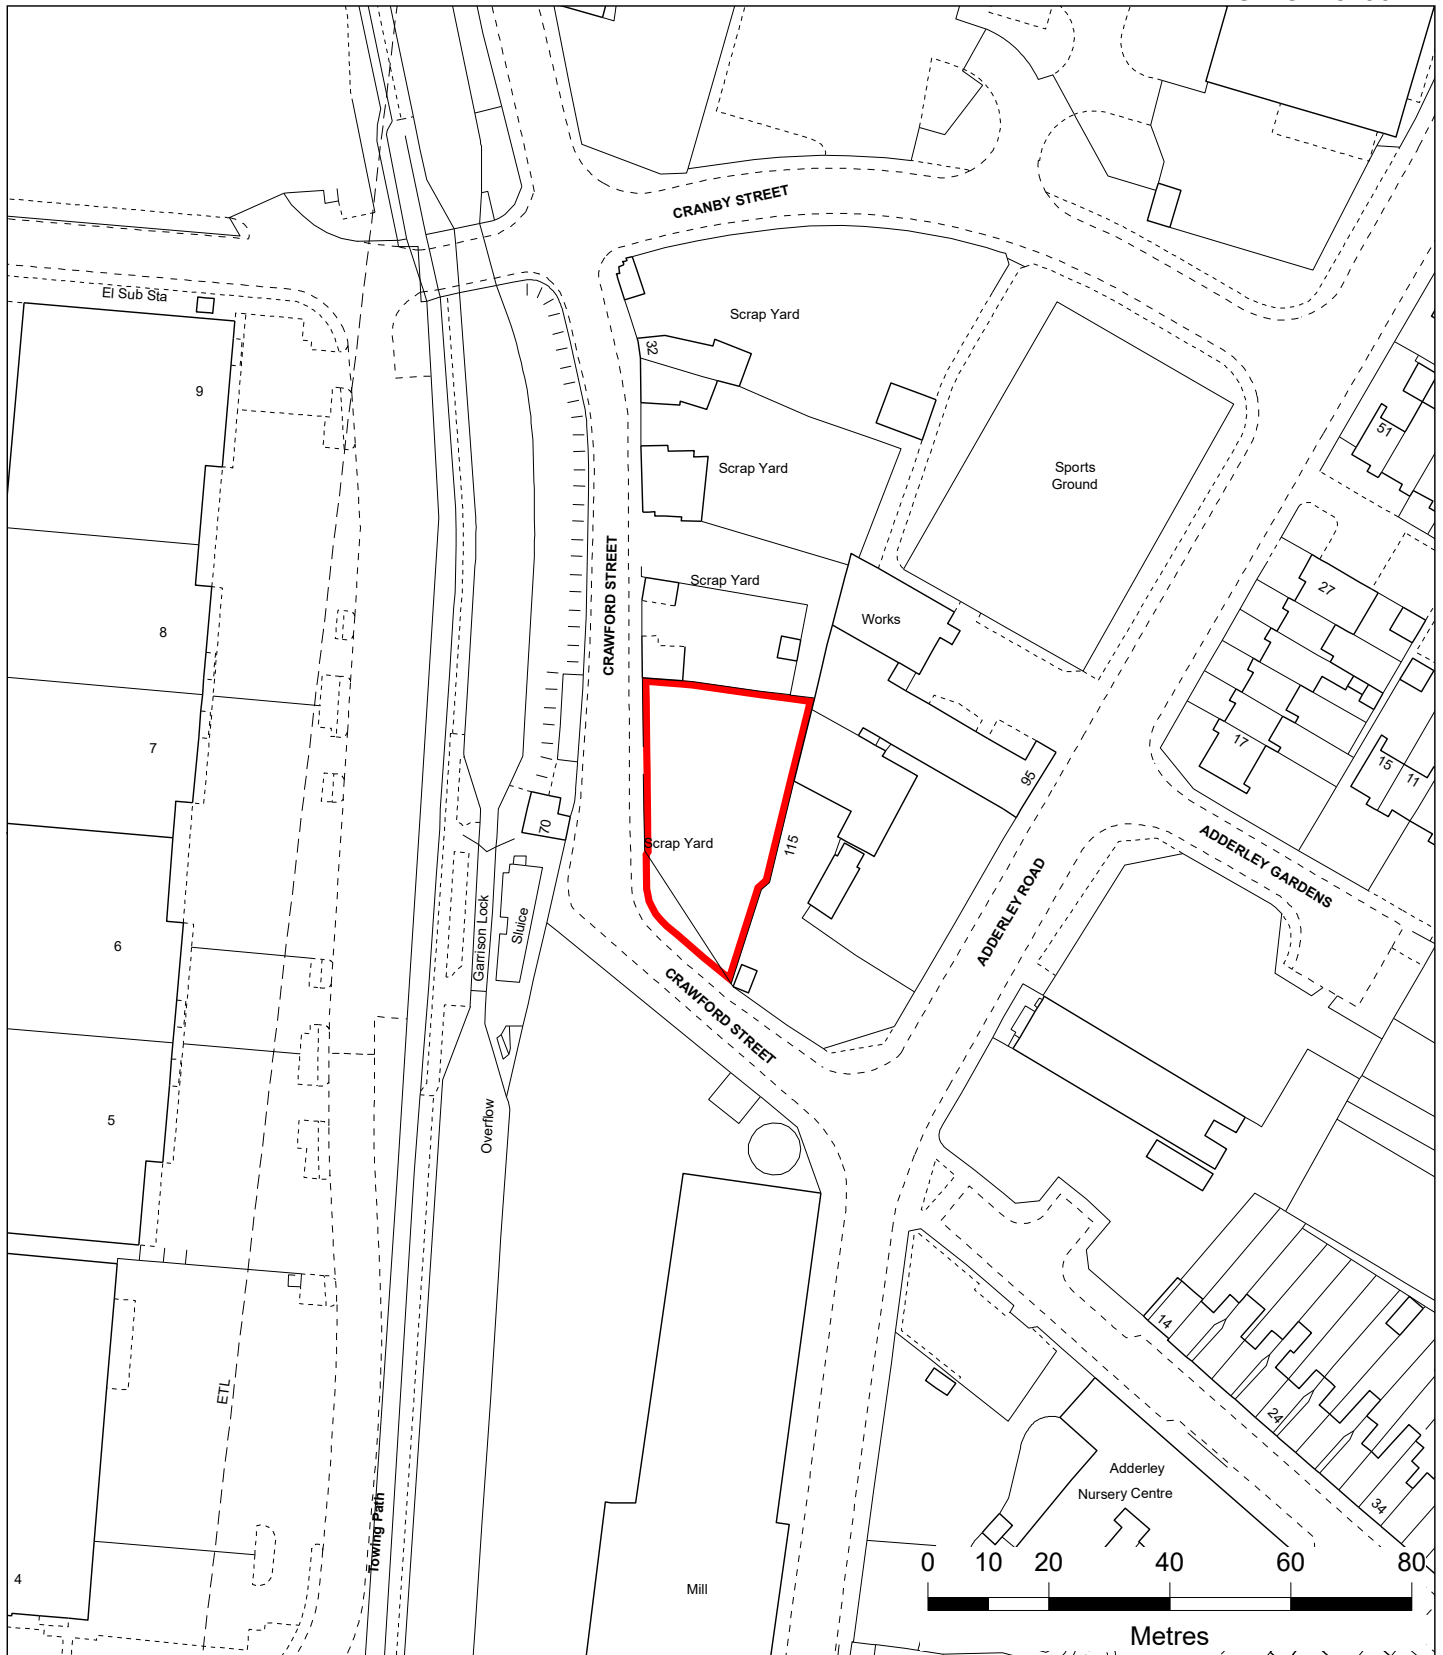 CRANBY STREET
El Sub Sta
Scrap Yard
32
9
51
Scrap Yard
Sports
Ground
CRAWFORD STREET
Scrap Yard
27
Works
8
17
7
95
15
11
70
Scrap Yard
115
ADDERLEY GARDENS
ADDERLEY ROAD
Garrison Lock
Sluice
6
CRAWFORD STREET
5
Overflow
14
ETL
24
Adderley
Nursery Centre
34
Towing Path
4
Mill
0 10 20 40 60 80
Metres